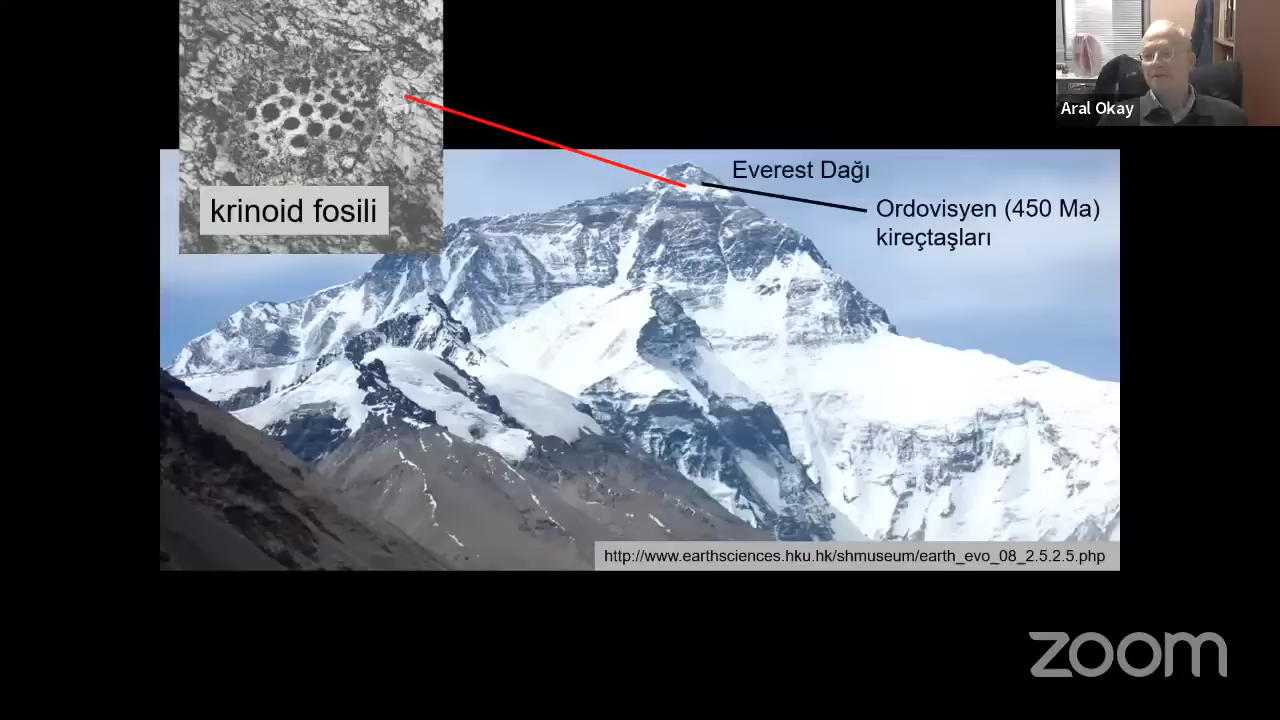 Aral Okay
Everest Dağı
krinoid fosili
Ordovisyen (450 Ma)
kireçtaşları
http://www.earthsciences.hku.hk/shmuseum/earth_evo_08_2.5.2.5.php
zoom